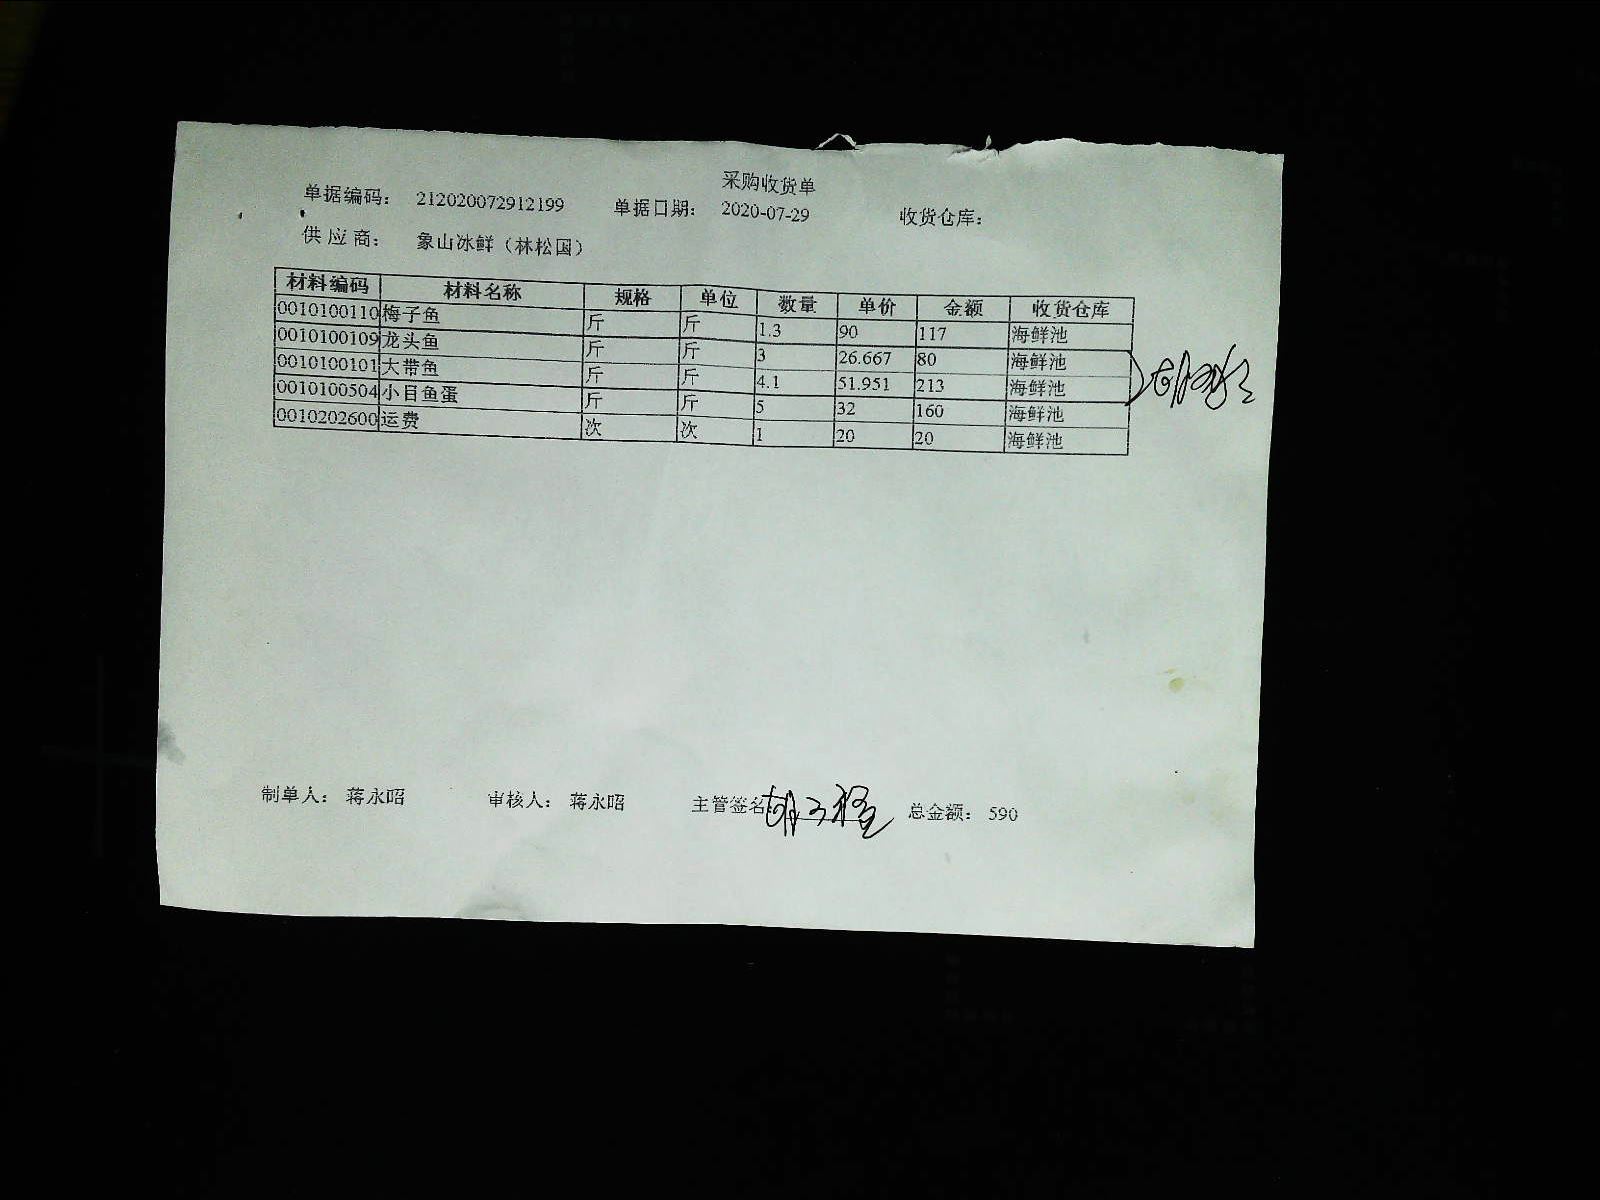 采购收货单
单据编码： 212020072912199 单据日期： 2020-07-29 收货仓库：
供应商： 象山冰鲜（林松国）
材料编码 材料名称 规格 单位 数量 单价 金额 收货仓库
0010100110 梅子鱼 斤 斤 1.3 90 117 海鲜池
0010100109 龙头鱼 斤 斤 3 26.667 80 海鲜池
0010100101 大带鱼 斤 斤 4.1 51.951 213 海鲜池
0010100504 小目鱼蛋 斤 斤 5 32 160 海鲜池
0010202600 运费 次 次 1 20 20 海鲜池
制单人： 蒋永昭 审核人： 蒋永昭 主管签名 总金额： 590